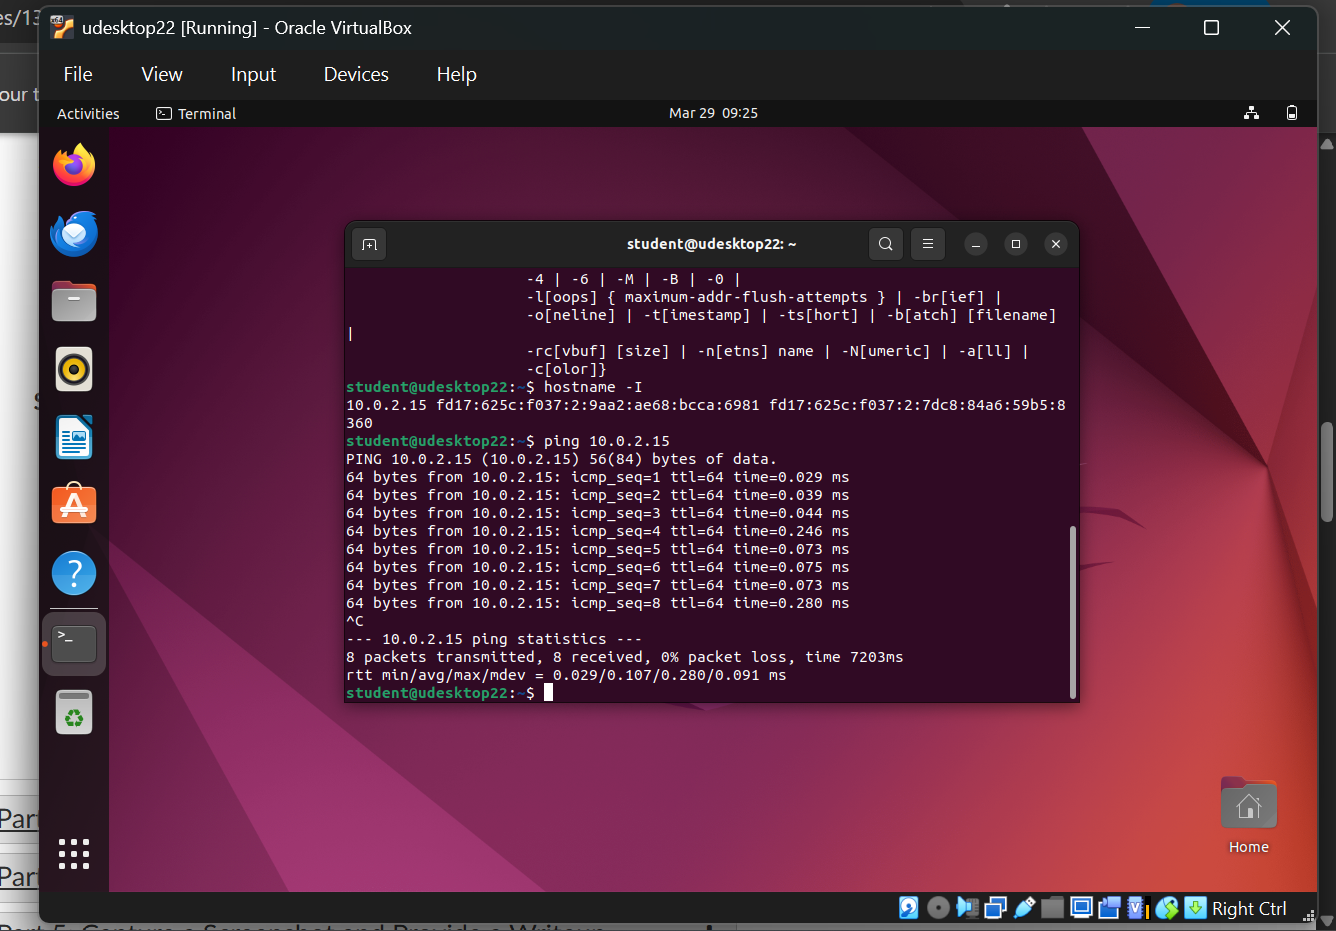 es/13
udesktop22 [Running] - Oracle VirtualBox
File View Input Devices Help
our t
Activities Terminal Mar 29 09:25
student@udesktop22: ~
-4 | -6 | -M | -B | -0 |
-l[oops] { maximum-addr-flush-attempts } | -br[ief] |
-o[neline] | -t[imestamp] | -ts[hort] | -b[atch] [filename]
|
-rc[vbuf] [size] | -n[etns] name | -N[umeric] | -a[ll] |
-c[olor]}
student@udesktop22:~$ hostname -I
10.0.2.15 fd17:625c:f037:2:9aa2:ae68:bcca:6981 fd17:625c:f037:2:7dc8:84a6:59b5:8
360
student@udesktop22:~$ ping 10.0.2.15
PING 10.0.2.15 (10.0.2.15) 56(84) bytes of data.
64 bytes from 10.0.2.15: icmp_seq=1 ttl=64 time=0.029 ms
64 bytes from 10.0.2.15: icmp_seq=2 ttl=64 time=0.039 ms
64 bytes from 10.0.2.15: icmp_seq=3 ttl=64 time=0.044 ms
64 bytes from 10.0.2.15: icmp_seq=4 ttl=64 time=0.246 ms
64 bytes from 10.0.2.15: icmp_seq=5 ttl=64 time=0.073 ms
64 bytes from 10.0.2.15: icmp_seq=6 ttl=64 time=0.075 ms
64 bytes from 10.0.2.15: icmp_seq=7 ttl=64 time=0.073 ms
64 bytes from 10.0.2.15: icmp_seq=8 ttl=64 time=0.280 ms
^C
--- 10.0.2.15 ping statistics ---
8 packets transmitted, 8 received, 0% packet loss, time 7203ms
rtt min/avg/max/mdev = 0.029/0.107/0.280/0.091 ms
student@udesktop22:~$
Home
Part
Part
Right Ctrl
Part 5. Capture a Screenshot and Provide a Writeup